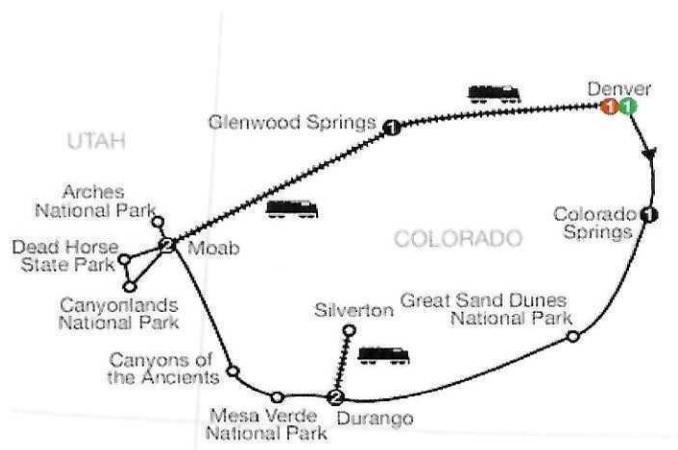 Denver
1 1
Glenwood Springs 1
UTAH
Arches
National Park
Colorado 1
Springs
Dead Horse
State Park
2 Moab
COLORADO
Canyonlands
National Park
Silverton
Great Sand Dunes
National Park
Canyons of
the Ancients
2
Mesa Verde
National Park
Durango